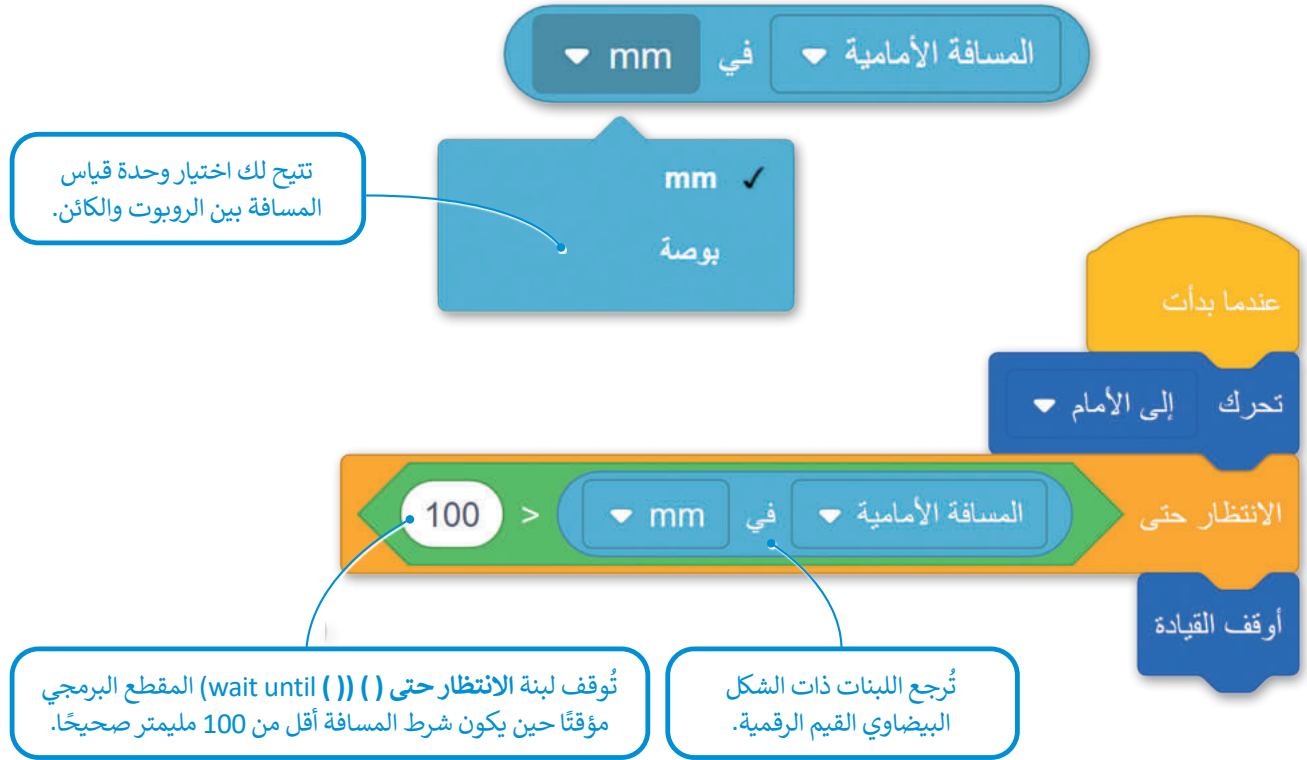 المسافة الأمامية في mm
mm ✓
بوصة
تتيح لك اختيار وحدة قياس
المسافة بين الروبوت والكائن.
عندما بدأت
تحرك إلى الأمام
الانتظار حتى المسافة الأمامية في mm > 100
أوقف القيادة
تُرجع اللبنات ذات الشكل
البيضاوي القيم الرقمية.
تُوقف لبنة الانتظار حتى ( ) (wait until ( )) المقطع البرمجي
مؤقتًا حين يكون شرط المسافة أقل من 100 مليمتر صحيحًا.